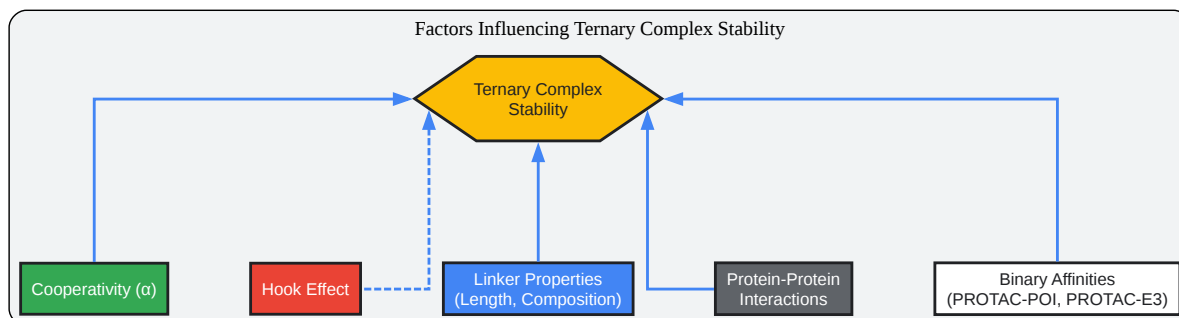 Factors Influencing Ternary Complex Stability
Ternary Complex
Stability
Cooperativity (α)
Hook Effect
Linker Properties
(Length, Composition)
Protein-Protein
Interactions
Binary Affinities
(PROTAC-POI, PROTAC-E3)